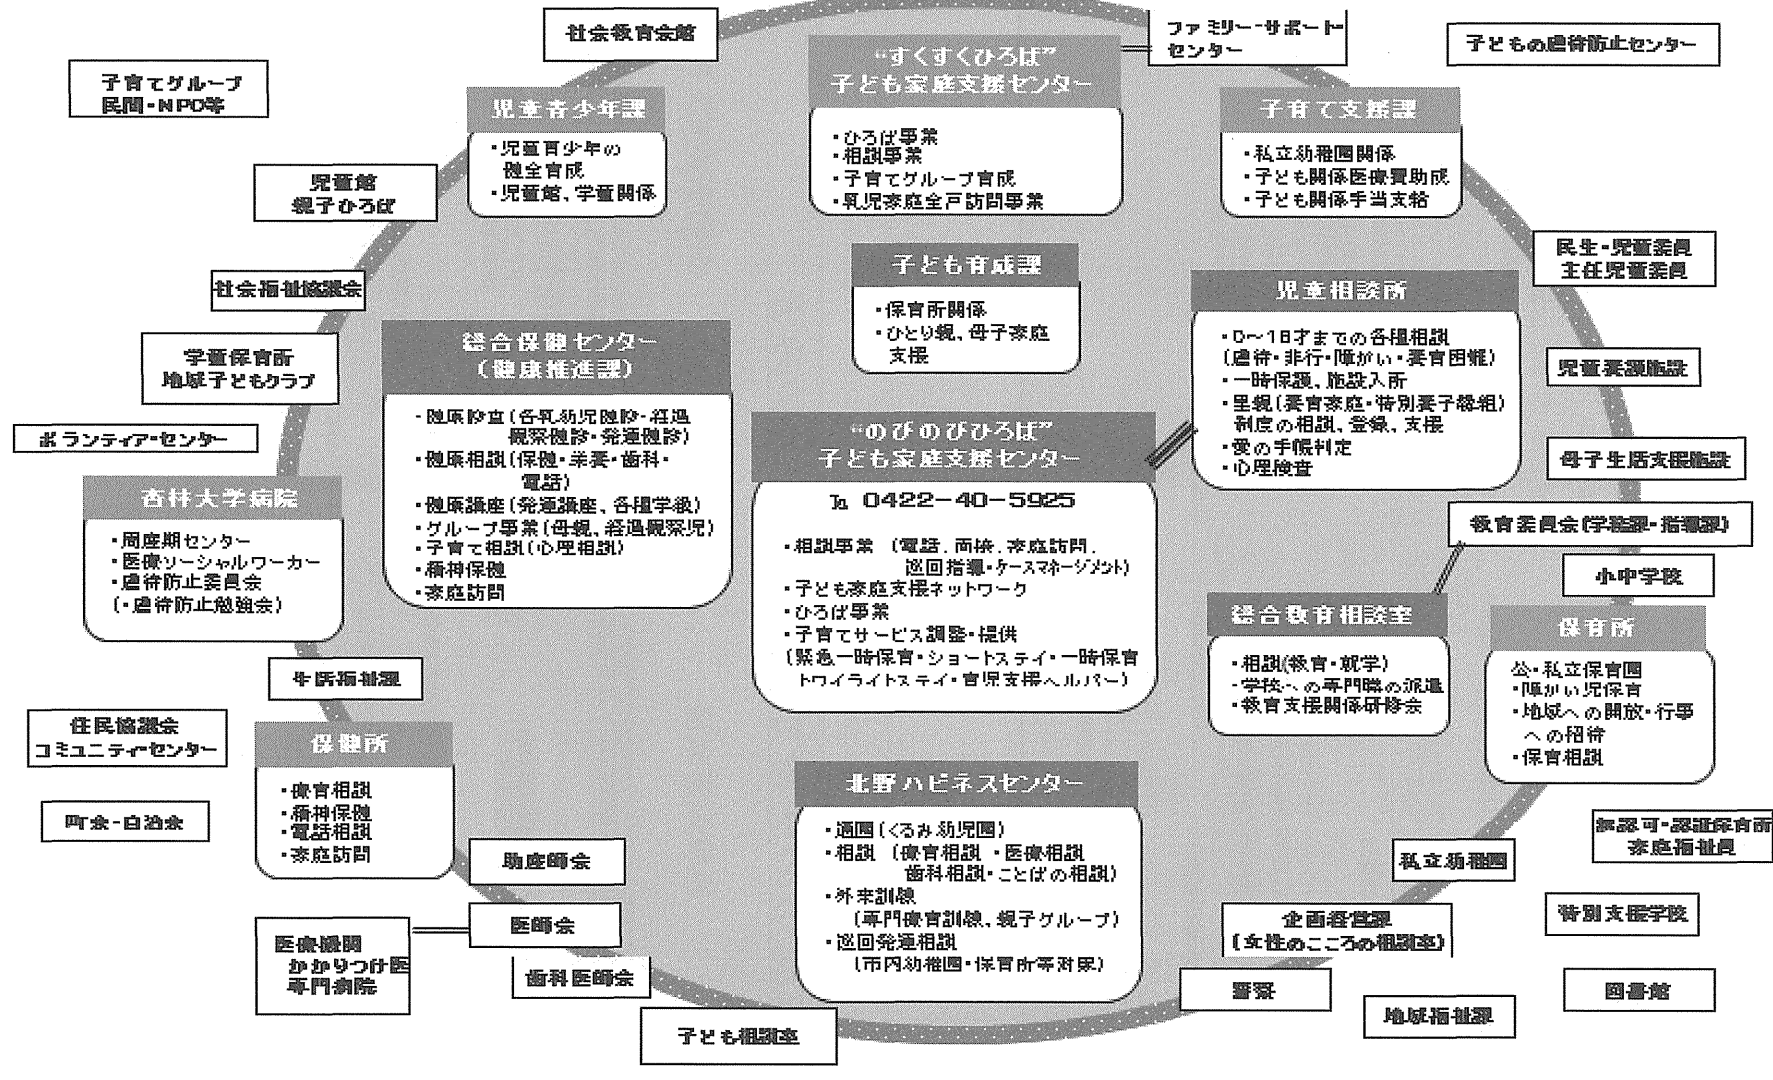 社会教育会館
ファミリー・サポート・
センター
子どもの虐待防止センター
子育てグループ
民間・NPO等
児童青少年課
・児童青少年の
健全育成
・児童館、学童関係
“すくすくひろば”
子ども家庭支援センター
・ひろば事業
・相談事業
・子育てグループ育成
・乳児家庭全戸訪問事業
子育て支援課
・私立幼稚園関係
・子ども関係医療費助成
・子ども関係手当支給
児童館
親子ひろば
民生・児童委員
主任児童委員
社会福祉協議会
子ども育成課
・保育所関係
・ひとり親、母子家庭
支援
児童相談所
・0～18才までの各種相談
(虐待・非行・障がい・養育困難)
・一時保護、施設入所
・里親(養育家庭・特別養子縁組)
制度の相談、登録、支援
・愛の手帳判定
・心理検査
学童保育所
地域子どもクラブ
総合保健センター
(健康推進課)
・健康診査(各乳幼児健診・経過
観察健診・発達健診)
・健康相談(保健・栄養・歯科・
電話)
・健康講座(発達講座、各種学級)
・グループ事業(母親、経過観察児)
・子育て相談(心理相談)
・精神保健
・家庭訪問
児童養護施設
ボランティア・センター
母子生活支援施設
“のびのびひろば”
子ども家庭支援センター
℡ 0422-40-5925
・相談事業 (電話、面接、家庭訪問、
巡回指導・ケースマネージメント)
・子ども家庭支援ネットワーク
・ひろば事業
・子育てサービス調整・提供
(緊急一時保育・ショートステイ・一時保育
トワイライトステイ・育児支援ヘルパー)
杏林大学病院
・周産期センター
・医療ソーシャルワーカー
・虐待防止委員会
(・虐待防止勉強会)
教育委員会(学務課・指導課)
小中学校
総合教育相談室
・相談(教育・就学)
・学校への専門職の派遣
・教育支援関係研修会
保育所
公・私立保育園
・障がい児保育
・地域への開放・行事
への招待
・保育相談
生活福祉課
住民協議会
コミュニティセンター
保健所
・療育相談
・精神保健
・電話相談
・家庭訪問
町会・自治会
北野ハピネスセンター
・通園(くるみ幼児園)
・相談 (療育相談・医療相談
歯科相談・ことばの相談)
・外来訓練
(専門療育訓練、親子グループ)
・巡回発達相談
(市内幼稚園・保育所等対象)
無認可・認証保育所
家庭福祉員
助産師会
私立幼稚園
医師会
企画経営課
(女性のこころの相談室)
特別支援学校
医療機関
かかりつけ医
専門病院
歯科医師会
警察
図書館
子ども相談室
地域福祉課